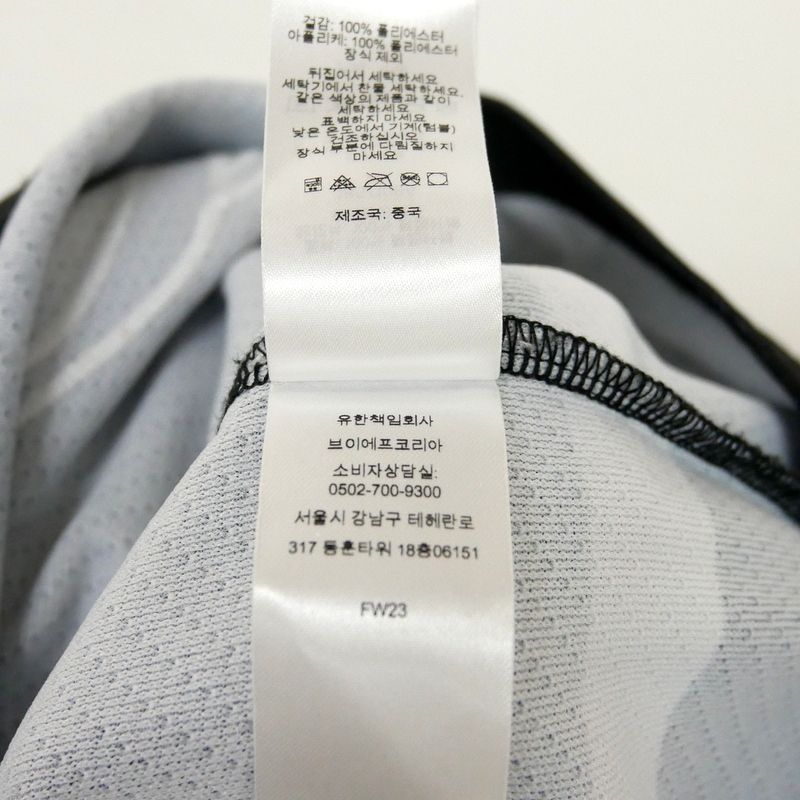 겉감: 100% 폴리에스터
아플리케: 100% 폴리에스터
장식 제외
뒤집어서 세탁하세요
세탁기에서 찬물 세탁하세요.
같은 색상의 제품과 같이
세탁하세요
표백하지 마세요
낮은 온도에서 기계(텀블)
건조하십시오
장식 부분에 다림질하지
마세요
제조국: 중국
유한책임회사
브이에프코리아
소비자상담실:
0502-700-9300
서울시 강남구 테헤란로
317 동훈타워 18층06151
FW23